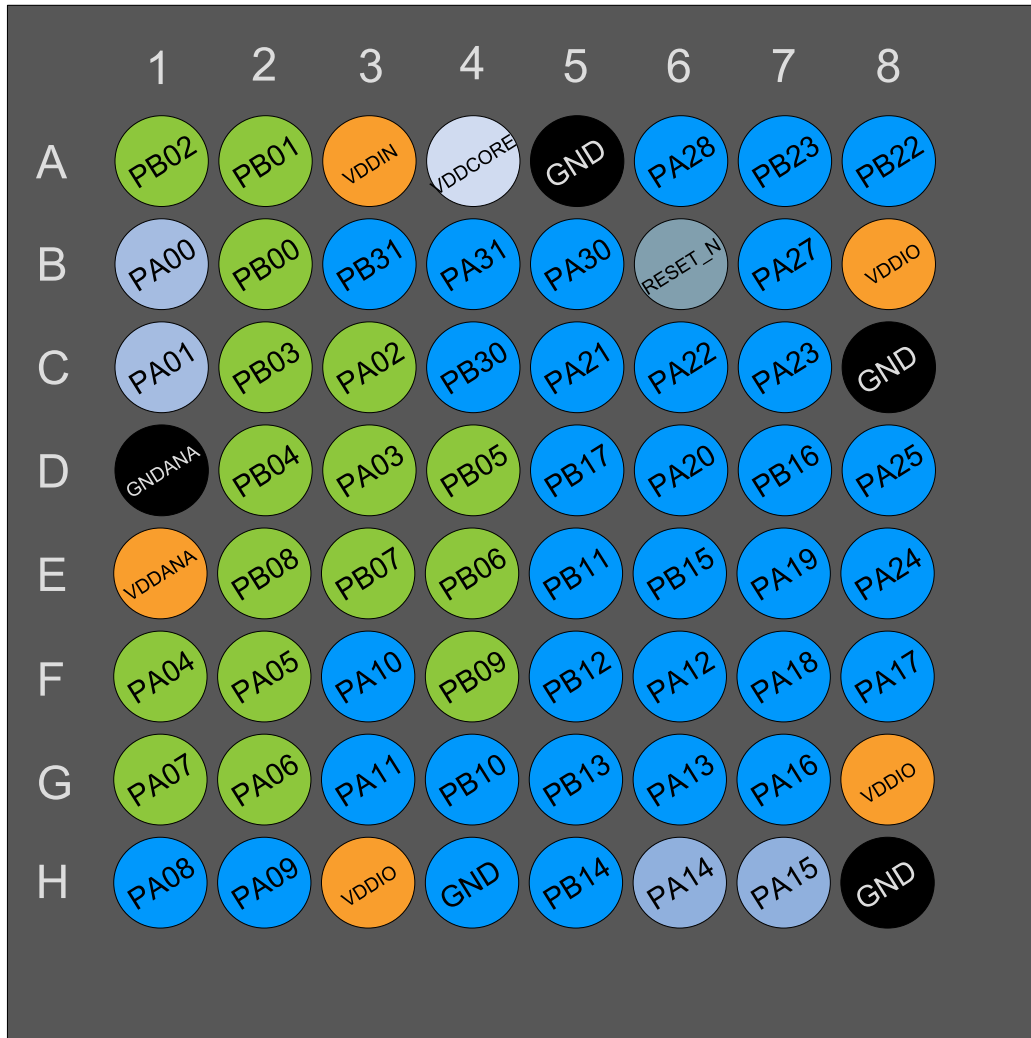 1 2 3 4 5 6 7 8
A PB02 PB01 VDDIN VDDCORE GND PA28 PB23 PB22
B PA00 PB00 PB31 PA31 PA30 RESET_N PA27 VDDIO
C PA01 PB03 PA02 PB30 PA21 PA22 PA23 GND
D GNDANA PB04 PA03 PB05 PB17 PA20 PB16 PA25
E VDDANA PB08 PB07 PB06 PB11 PB15 PA19 PA24
F PA04 PA05 PA10 PB09 PB12 PA12 PA18 PA17
G PA07 PA06 PA11 PB10 PB13 PA13 PA16 VDDIO
H PA08 PA09 VDDIO GND PB14 PA14 PA15 GND